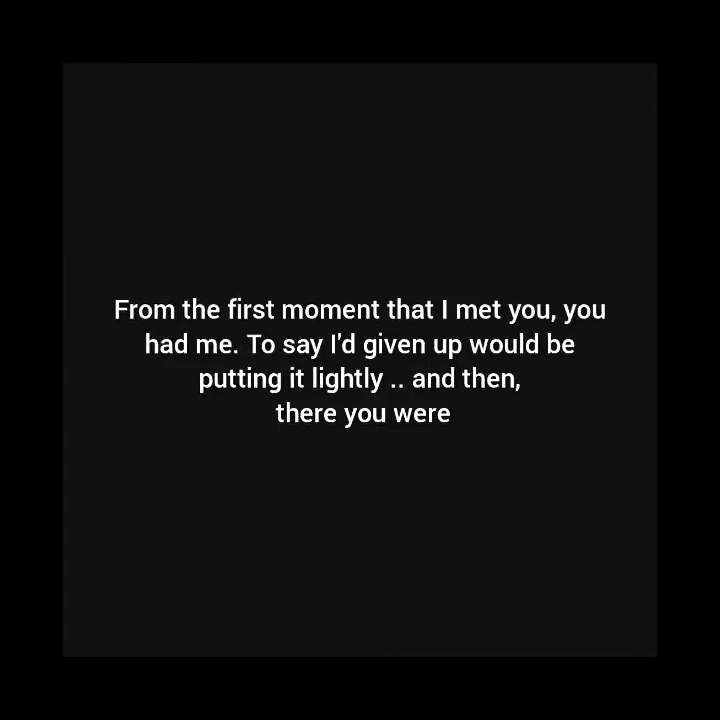 From the first moment that I met you, you
had me. To say I'd given up would be
putting it lightly .. and then,
there you were